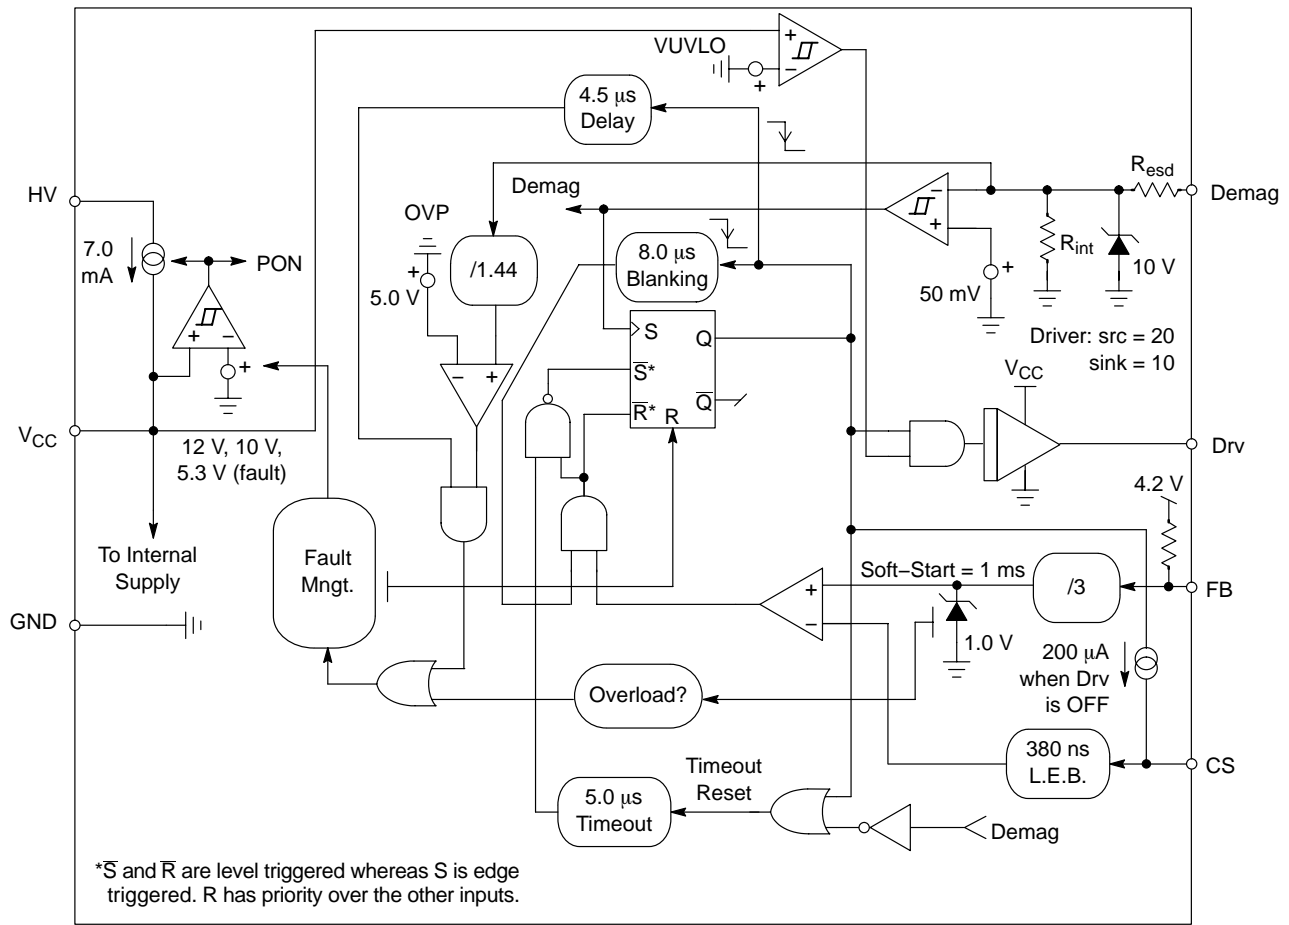 VUVLO
+
−
+
4.5 μs
Delay
HV
7.0
mA
PON
+
−
+
12 V, 10 V,
5.3 V (fault)
VCC
To Internal
Supply
GND
Demag
OVP
+
5.0 V
/1.44
−
+
8.0 μs
Blanking
S
Q
S̅*
R̅*
R
Q̅
−
+
+
50 mV
Rint
Resd
10 V
Demag
Driver: src = 20
sink = 10
VCC
Drv
4.2 V
Fault
Mngt.
Soft−Start = 1 ms
+
−
/3
FB
1.0 V
200 μA
when Drv
is OFF
Overload?
380 ns
L.E.B.
CS
5.0 μs
Timeout
Timeout
Reset
Demag
*S̅ and R̅ are level triggered whereas S is edge
triggered. R has priority over the other inputs.